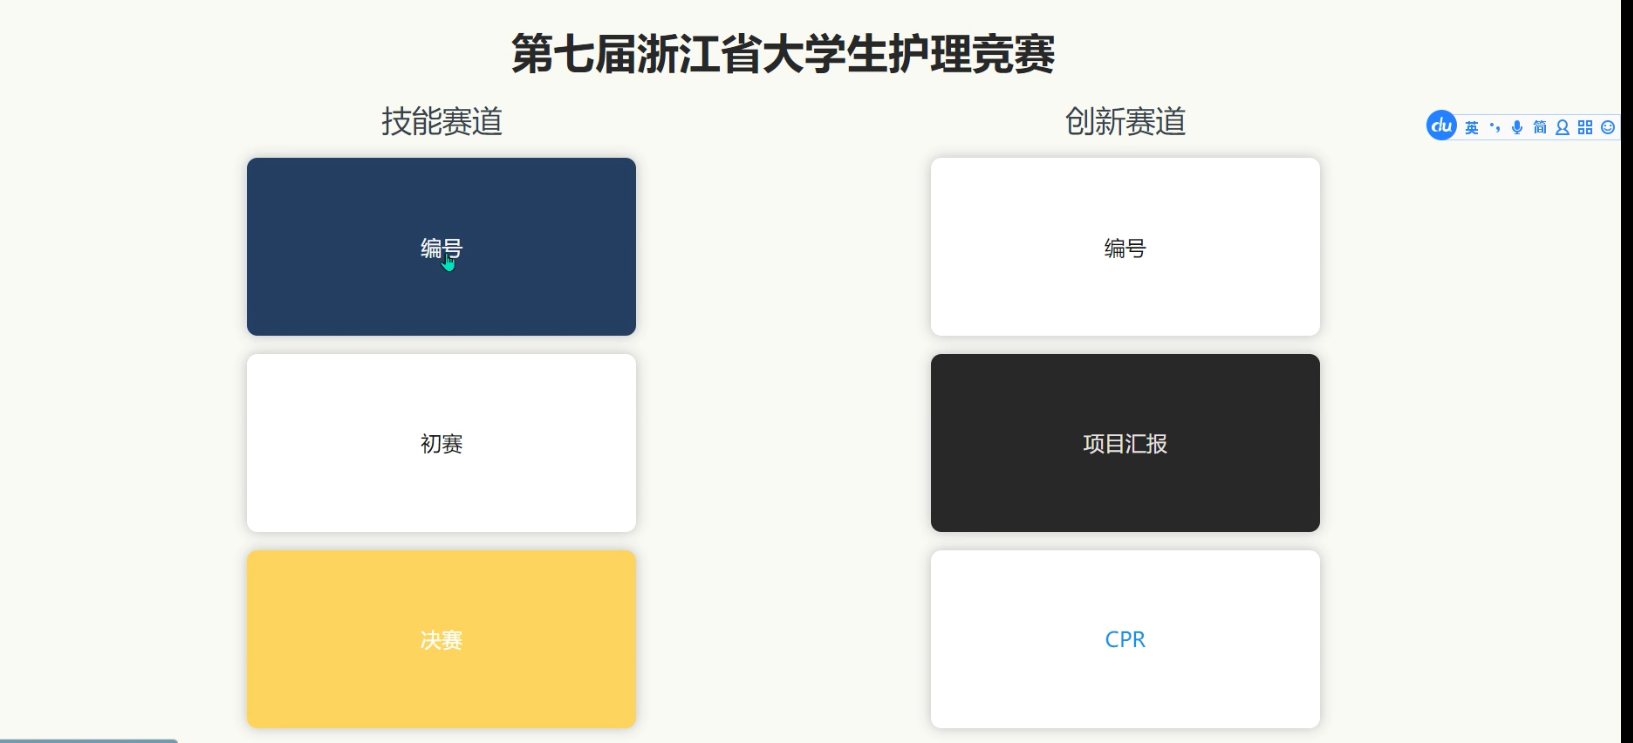 第七届浙江省大学生护理竞赛
技能赛道
创新赛道
du 英 简
编号
编号
初赛
项目汇报
决赛
CPR